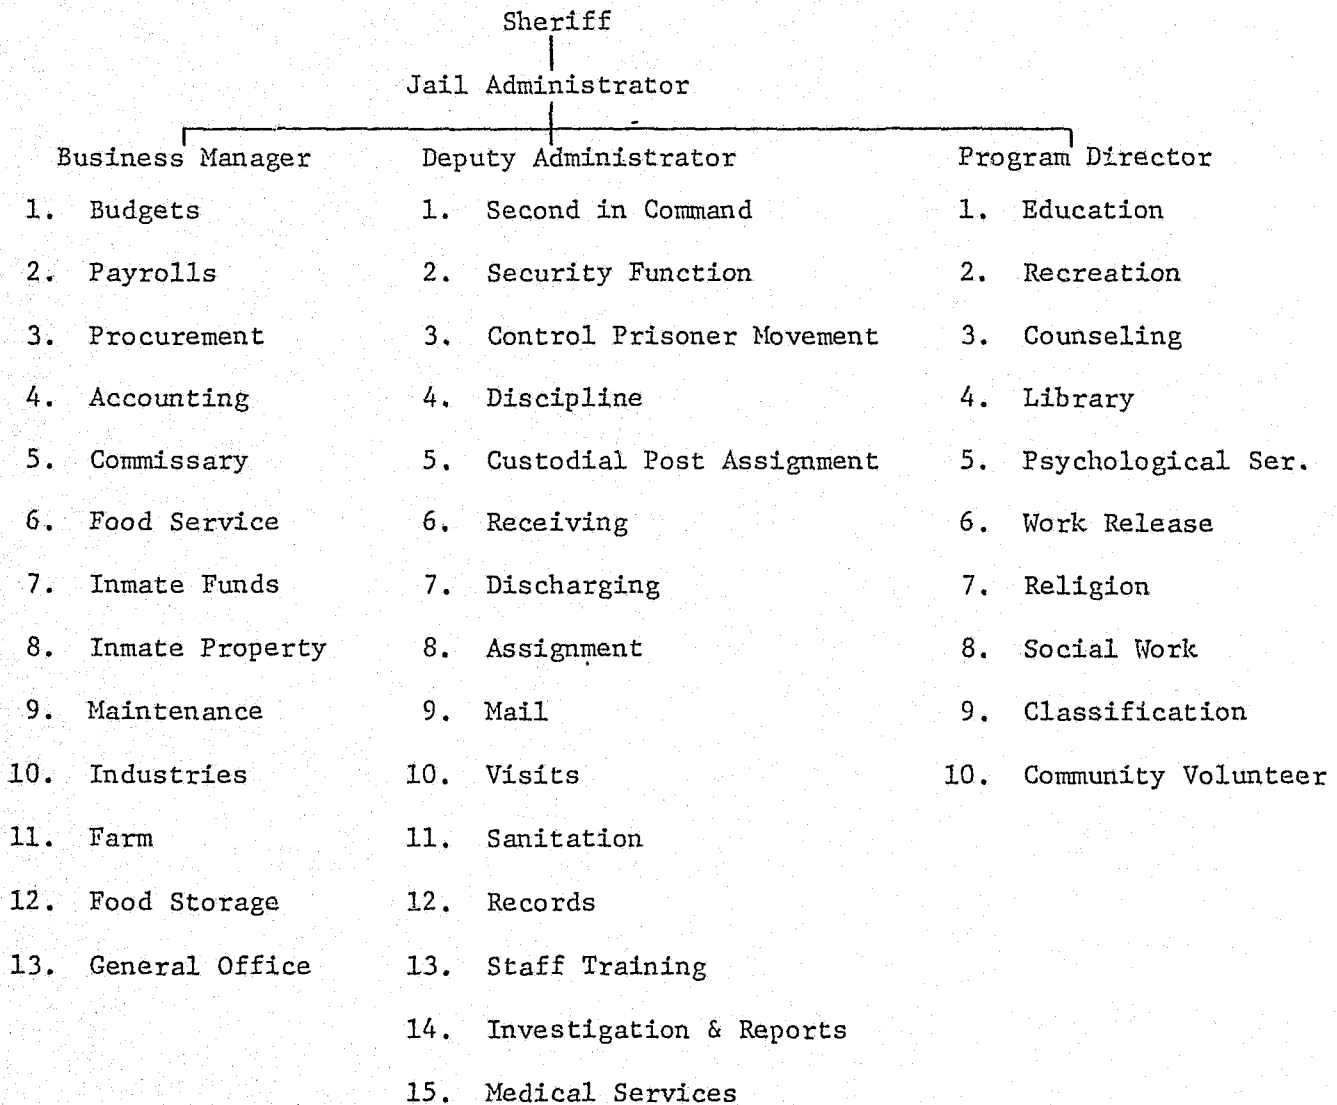 Sheriff
Jail Administrator
Business Manager
1. Budgets
2. Payrolls
3. Procurement
4. Accounting
5. Commissary
6. Food Service
7. Inmate Funds
8. Inmate Property
9. Maintenance
10. Industries
11. Farm
12. Food Storage
13. General Office
Deputy Administrator
1. Second in Command
2. Security Function
3. Control Prisoner Movement
4. Discipline
5. Custodial Post Assignment
6. Receiving
7. Discharging
8. Assignment
9. Mail
10. Visits
11. Sanitation
12. Records
13. Staff Training
14. Investigation & Reports
15. Medical Services
Program Director
1. Education
2. Recreation
3. Counseling
4. Library
5. Psychological Ser.
6. Work Release
7. Religion
8. Social Work
9. Classification
10. Community Volunteer